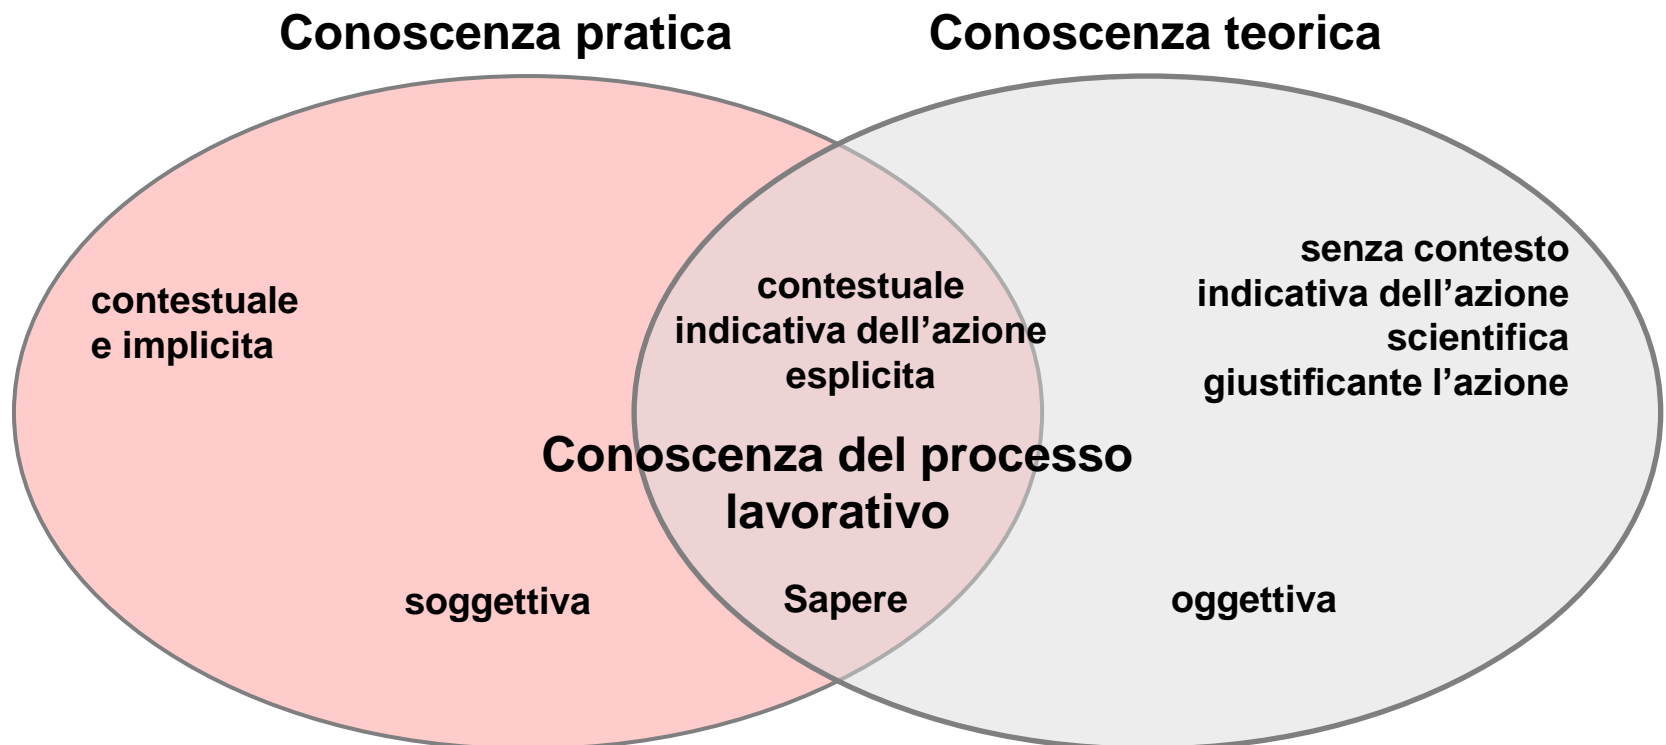 Conoscenza pratica
Conoscenza teorica
contestuale
e implicita
contestuale
indicativa dell’azione
esplicita
senza contesto
indicativa dell’azione
scientifica
giustificante l’azione
Conoscenza del processo
lavorativo
soggettiva
Sapere
oggettiva